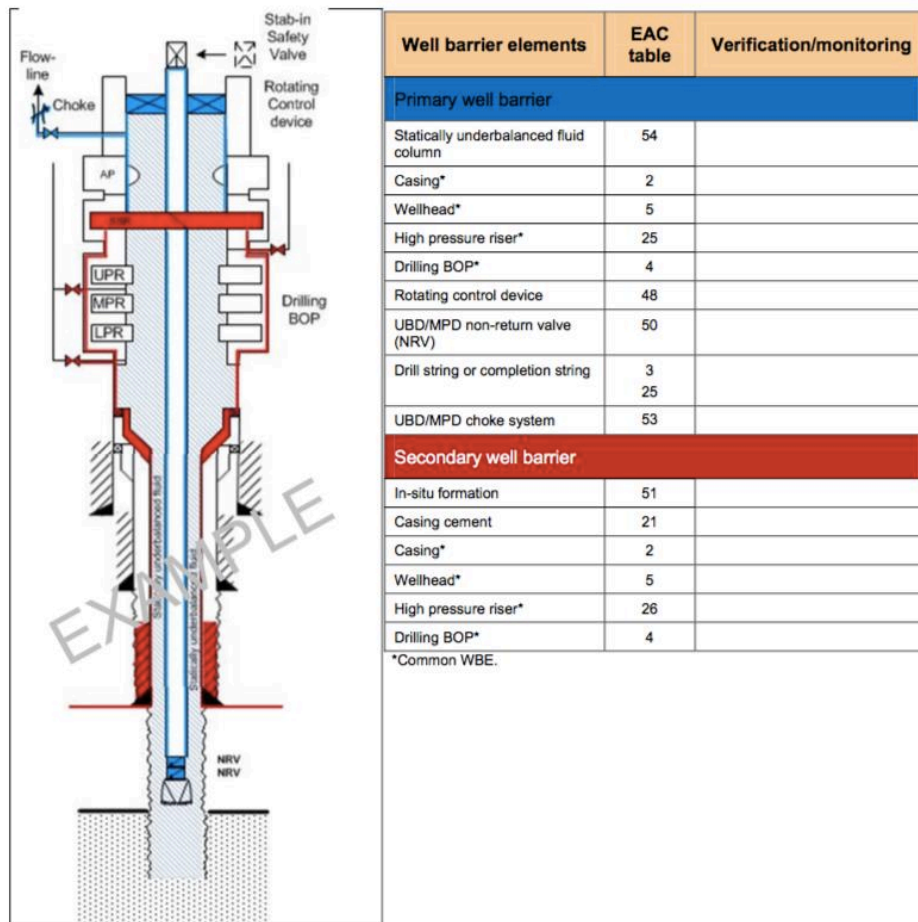 Stab-in
Safety
Valve
Flow-
line
Choke
Rotating
Control
device
AP
SSR
UPR
MPR
LPR
Drilling
BOP
Statically underbalanced fluid
Statically underbalanced fluid
EXAMPLE
NRV
NRV
Well barrier elements EAC table Verification/monitoring
Primary well barrier
Statically underbalanced fluid column 54
Casing* 2
Wellhead* 5
High pressure riser* 25
Drilling BOP* 4
Rotating control device 48
UBD/MPD non-return valve (NRV) 50
Drill string or completion string 3 25
UBD/MPD choke system 53
Secondary well barrier
In-situ formation 51
Casing cement 21
Casing* 2
Wellhead* 5
High pressure riser* 26
Drilling BOP* 4
*Common WBE.